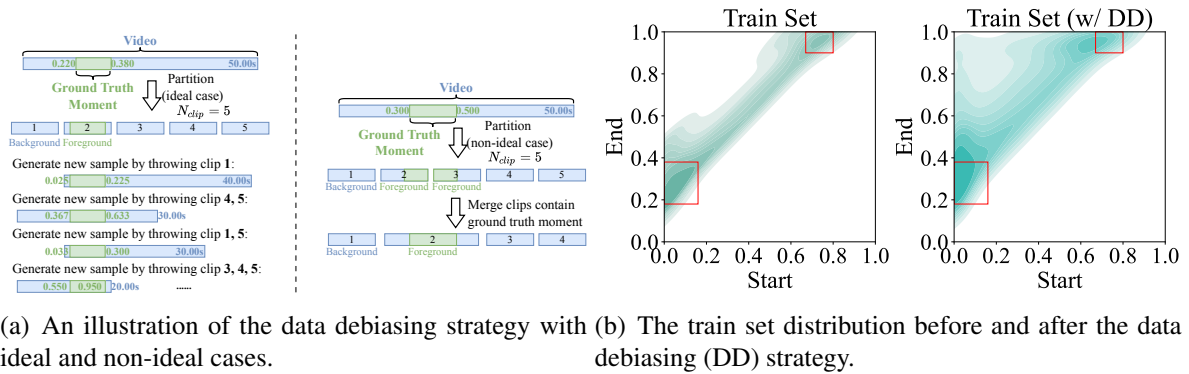 Video
0.220 0.380 50.00s
Ground Truth
Moment
Partition
(ideal case)
N_clip = 5
1 2 3 4 5
Background Foreground
Generate new sample by throwing clip 1:
0.025 0.225 40.00s
Generate new sample by throwing clip 4, 5:
0.367 0.633 30.00s
Generate new sample by throwing clip 1, 5:
0.033 0.300 30.00s
Generate new sample by throwing clip 3, 4, 5:
0.550 0.950 20.00s ......
Video
0.300 0.500 50.00s
Ground Truth
Moment
Partition
(non-ideal case)
N_clip = 5
1 2 3 4 5
Background Foreground Foreground
Merge clips contain
ground truth moment
1 2 3 4
Background Foreground
(a) An illustration of the data debiasing strategy with
ideal and non-ideal cases.
Train Set
End
1.0
0.8
0.6
0.4
0.2
0.0
0.0 0.2 0.4 0.6 0.8 1.0
Start
Train Set (w/ DD)
End
1.0
0.8
0.6
0.4
0.2
0.0
0.0 0.2 0.4 0.6 0.8 1.0
Start
(b) The train set distribution before and after the data
debiasing (DD) strategy.